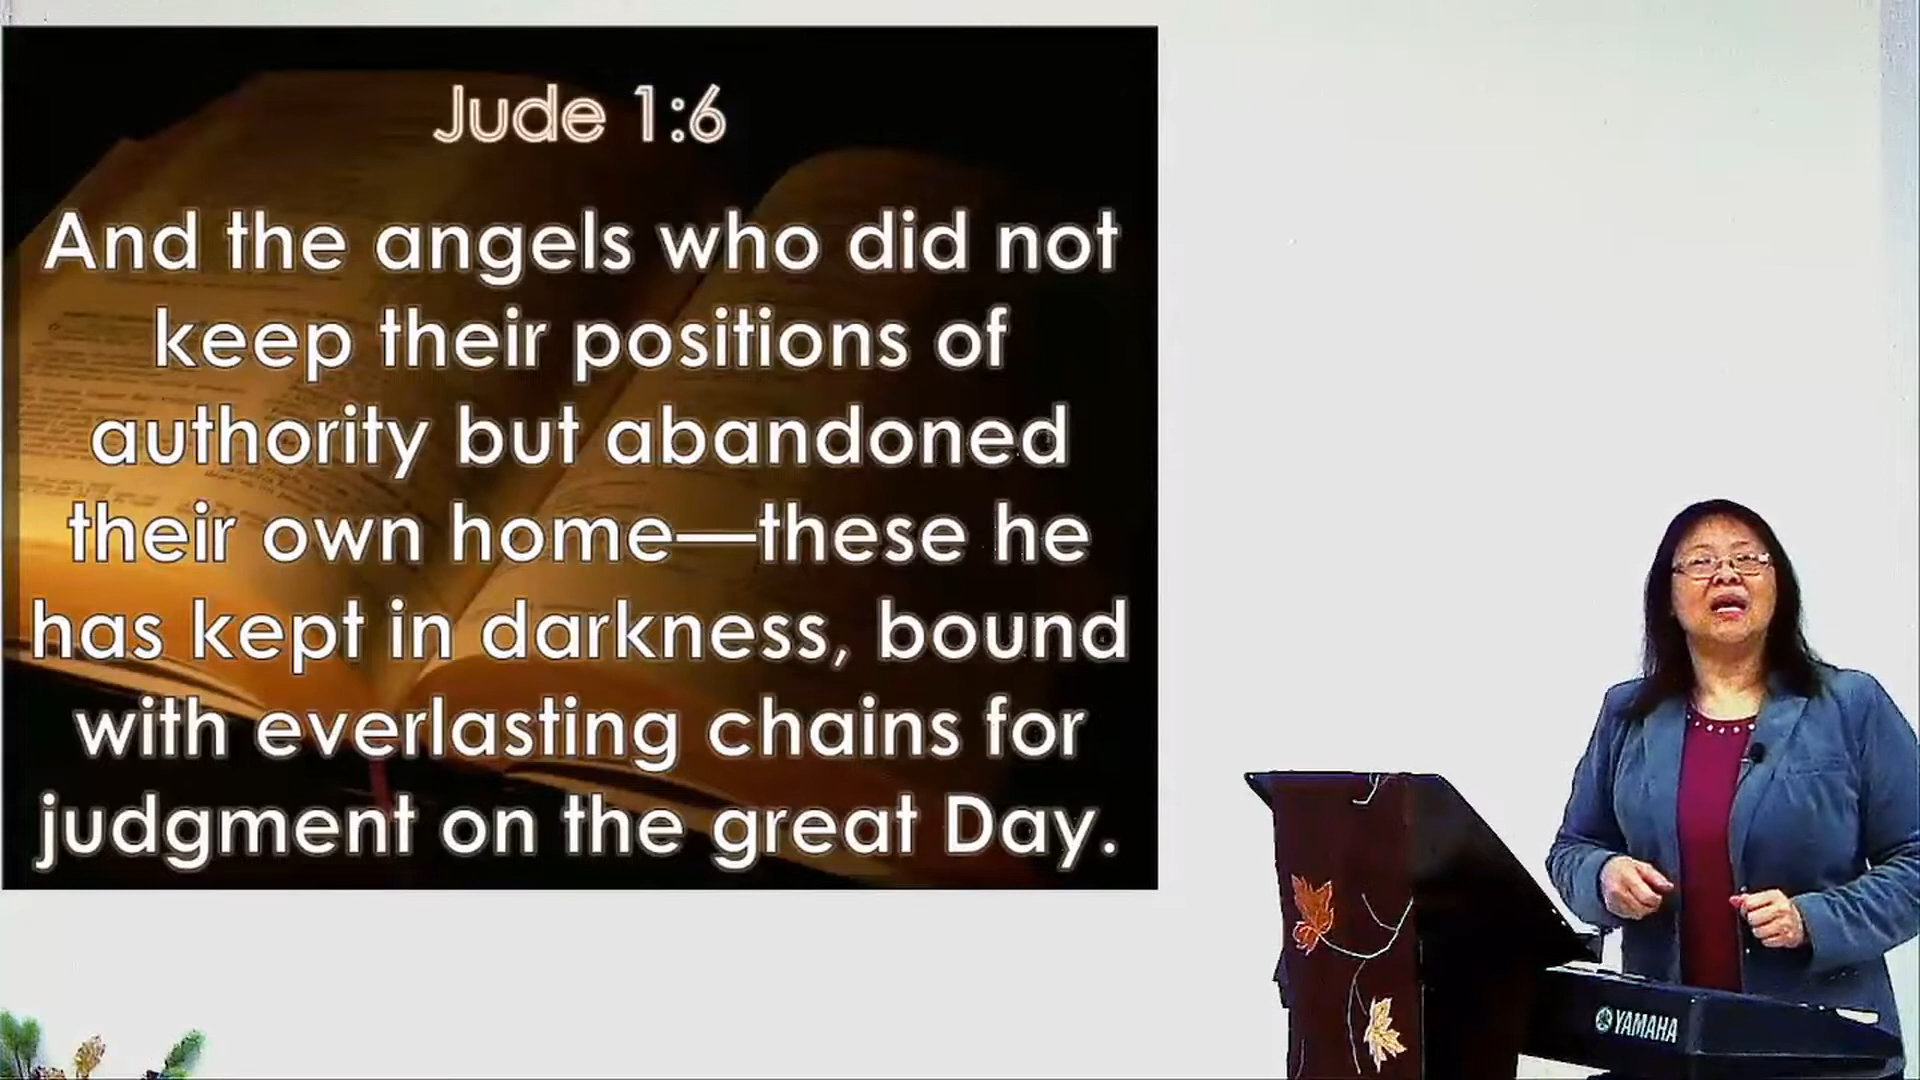 Jude 1:6
And the angels who did not
keep their positions of
authority but abandoned
their own home—these he
has kept in darkness, bound
with everlasting chains for
judgment on the great Day.
YAMAHA